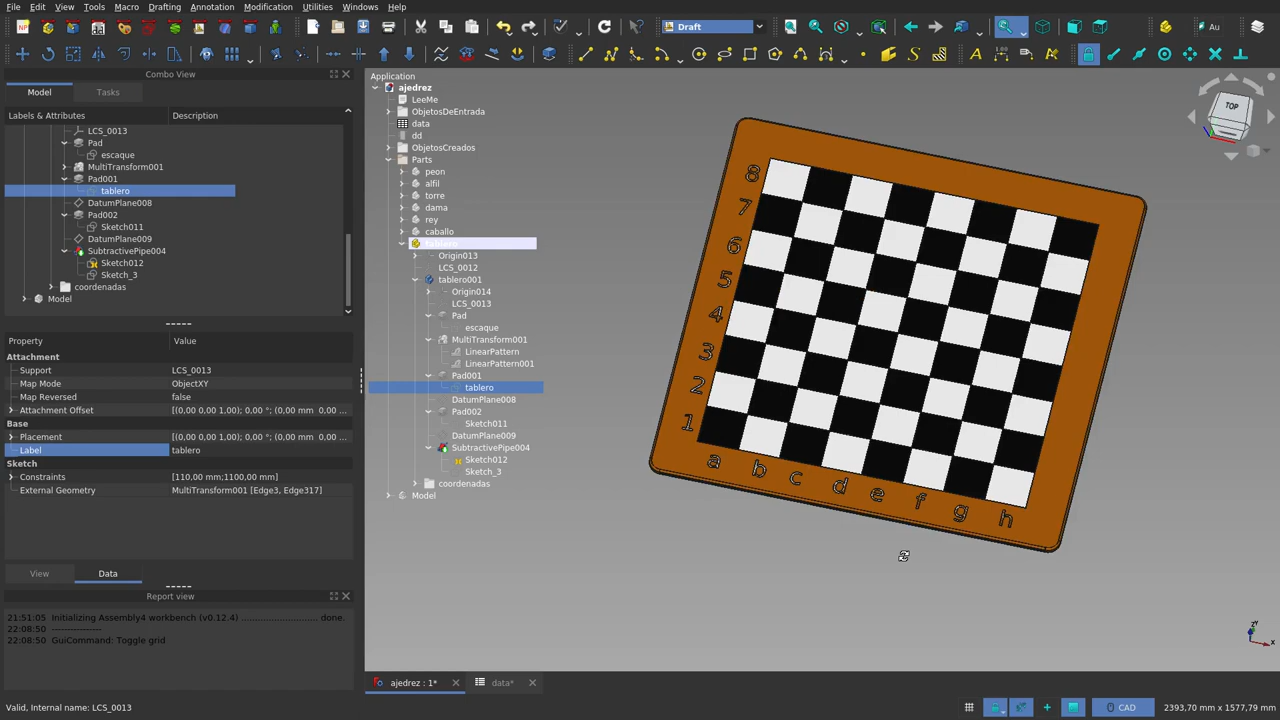 File Edit View Tools Macro Drafting Annotation Modification Utilities Windows Help
Draft
Au
Combo View
Model Tasks
Labels & Attributes Description
LCS_0013
Pad
escaque
MultiTransform001
Pad001
tablero
DatumPlane008
Pad002
Sketch011
DatumPlane009
SubtractivePipe004
Sketch012
Sketch_3
coordenadas
Model
Property Value
Attachment
Support LCS_0013
Map Mode ObjectXY
Map Reversed false
Attachment Offset [(0,00 0,00 1,00); 0,00 °; (0,00 mm 0,00 ...
Base
Placement [(0,00 0,00 1,00); 0,00 °; (0,00 mm 0,00 ...
Label tablero
Sketch
Constraints [110,00 mm;1100,00 mm]
External Geometry MultiTransform001 [Edge3, Edge317]
View Data
Report view
21:51:05 Initializing Assembly4 workbench (v0.12.4) ............................ done.
22:08:50 ----------------
22:08:50 GuiCommand: Toggle grid
Application
ajedrez
LeeMe
ObjetosDeEntrada
data
dd
ObjetosCreados
Parts
peon
alfil
torre
dama
rey
caballo
tablero
Origin013
LCS_0012
tablero001
Origin014
LCS_0013
Pad
escaque
MultiTransform001
LinearPattern
LinearPattern001
Pad001
tablero
DatumPlane008
Pad002
Sketch011
DatumPlane009
SubtractivePipe004
Sketch012
Sketch_3
coordenadas
Model
8
7
6
5
4
3
2
1
a b c d e f g h
TOP
ajedrez : 1* data*
Valid, Internal name: LCS_0013 CAD 2393,70 mm x 1577,79 mm